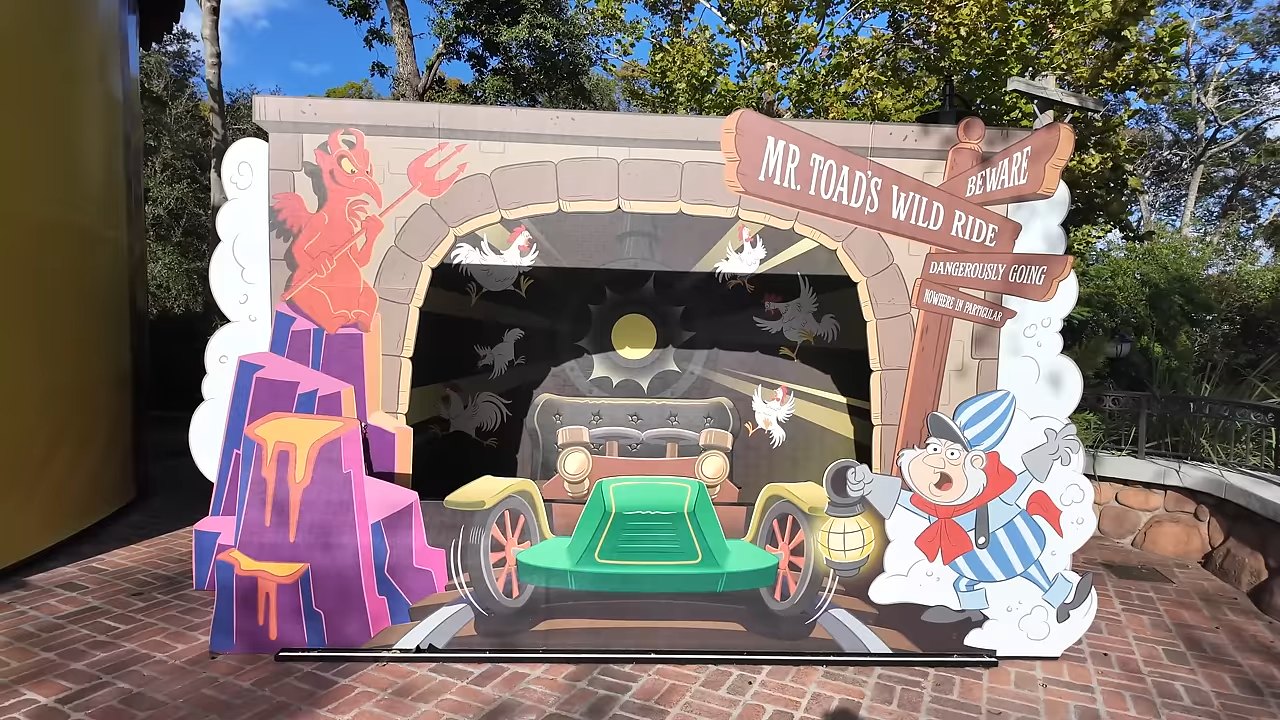 MR. TOAD'S WILD RIDE
BEWARE
DANGEROUSLY GOING
NOWHERE IN PARTICULAR